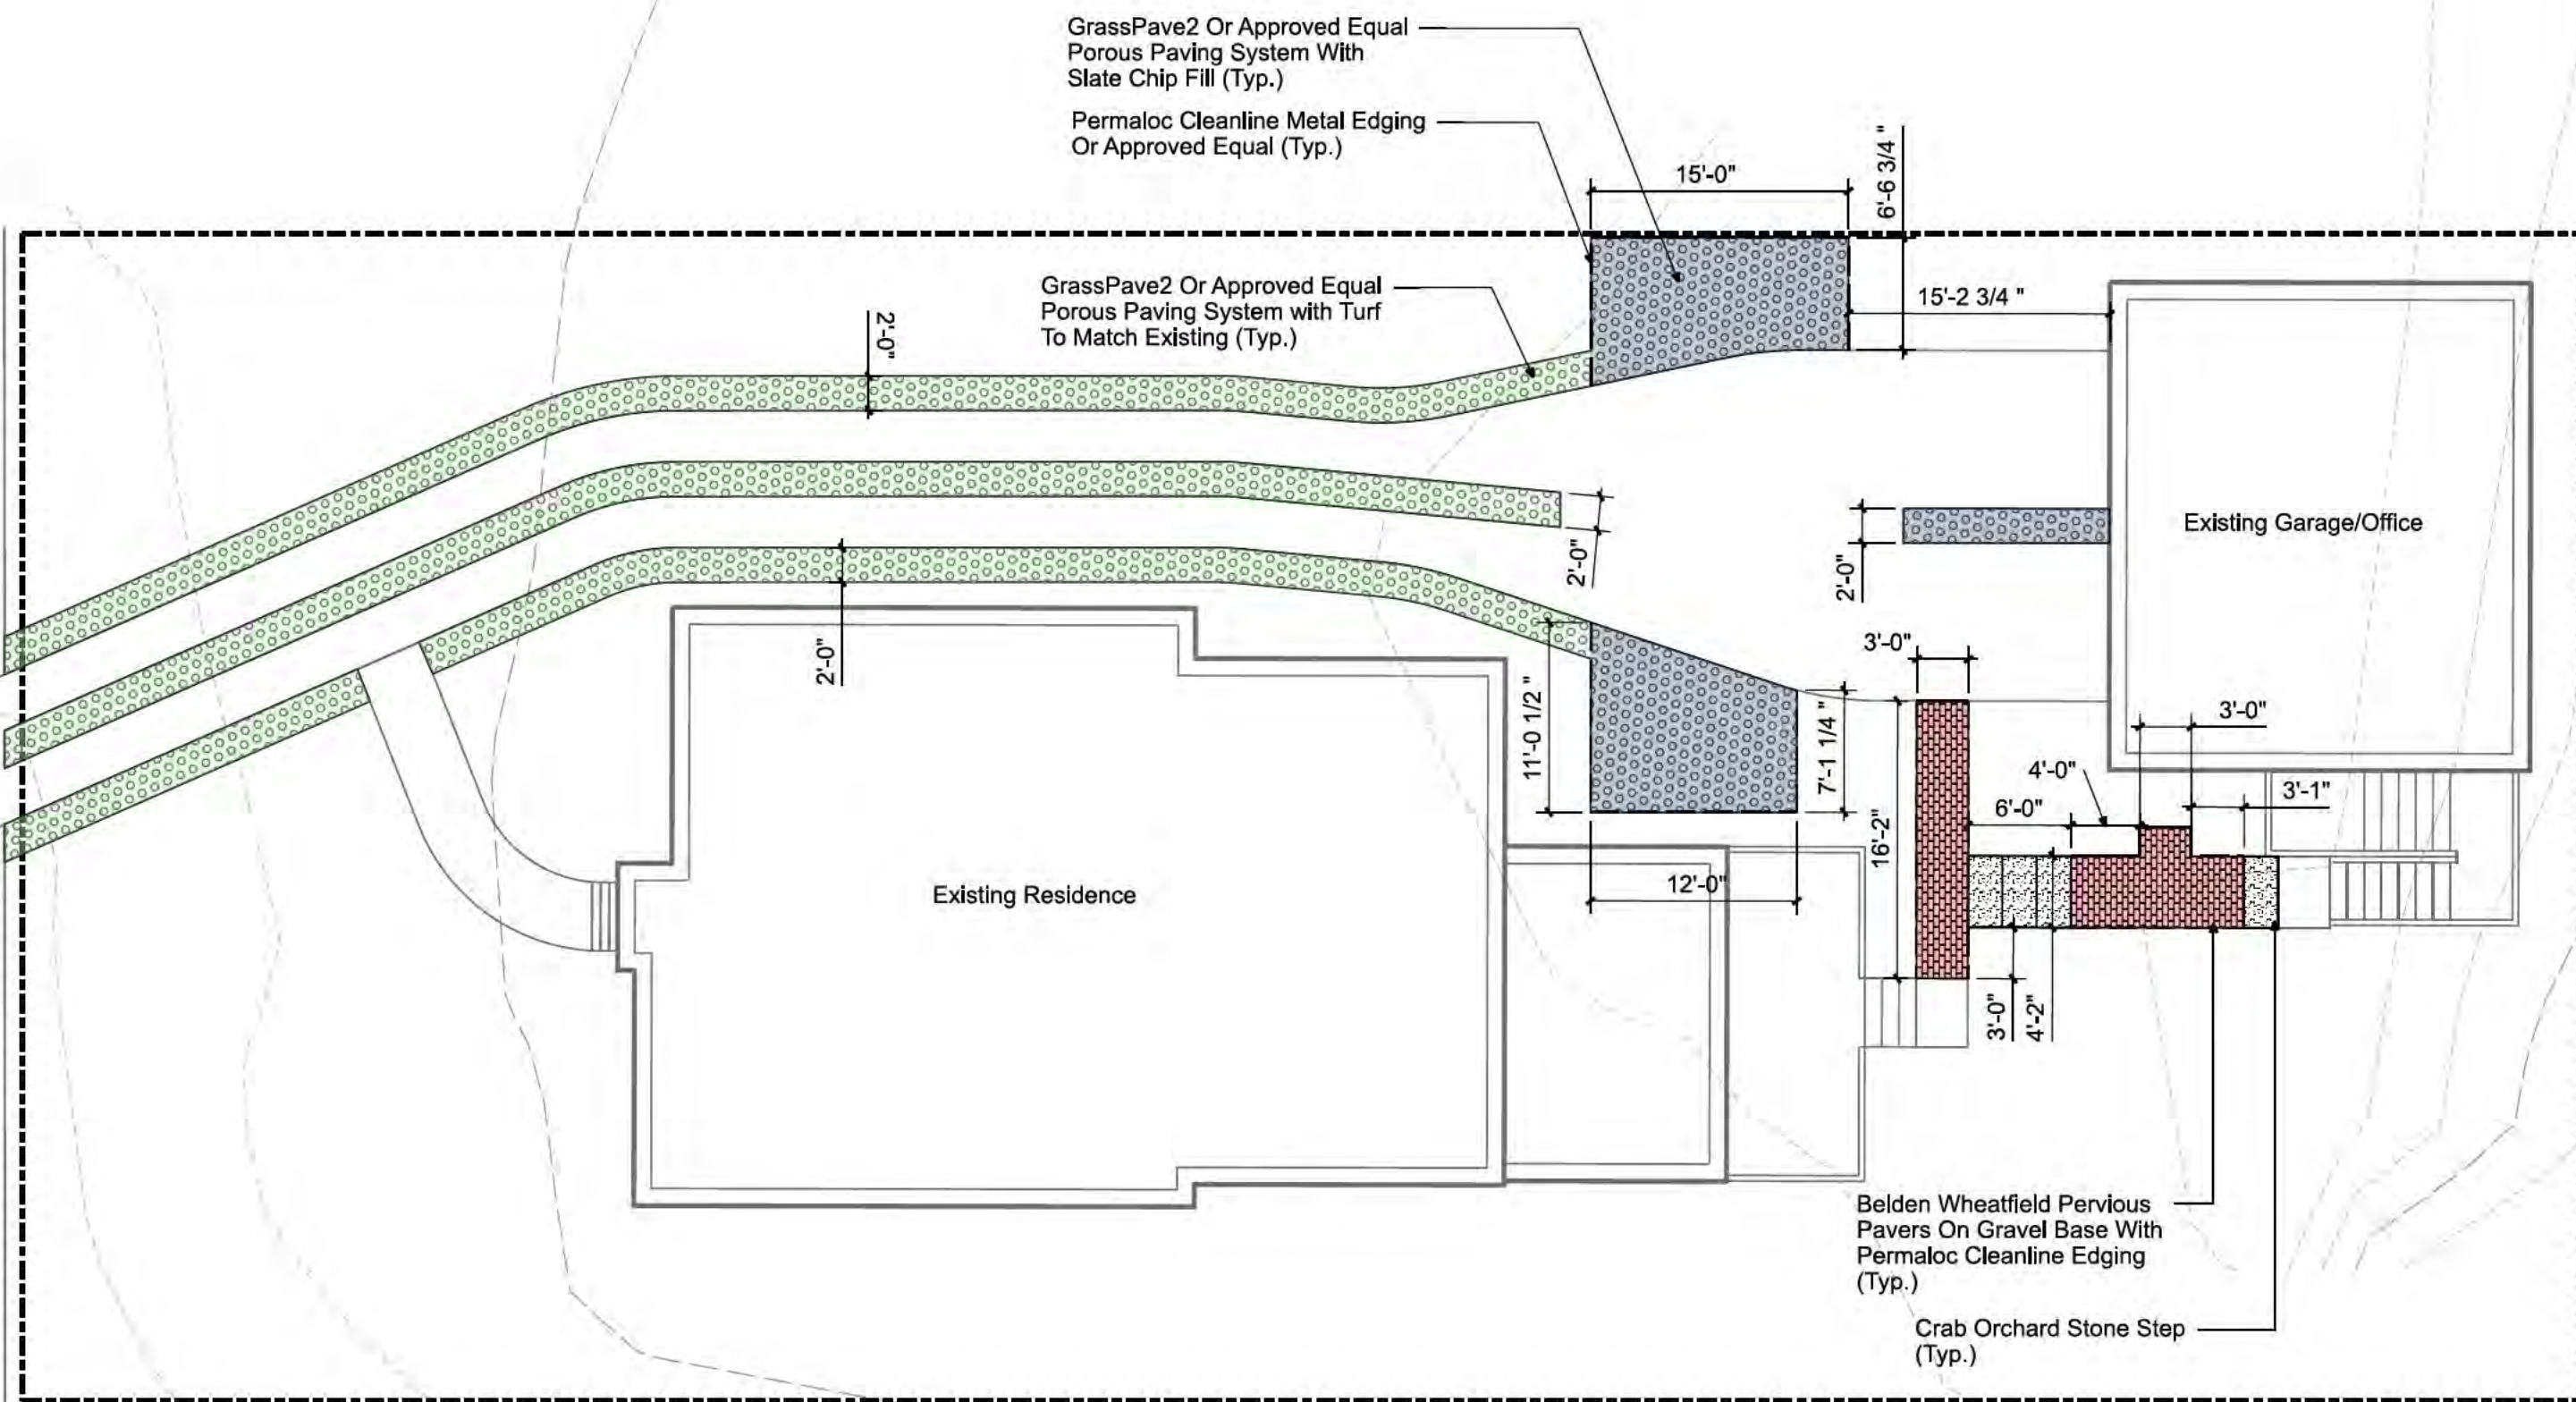 GrassPave2 Or Approved Equal
Porous Paving System With
Slate Chip Fill (Typ.)
Permaloc Cleanline Metal Edging
Or Approved Equal (Typ.)
15'-0"
6'-6 3/4 "
GrassPave2 Or Approved Equal
Porous Paving System with Turf
To Match Existing (Typ.)
15'-2 3/4 "
2'-0"
Existing Garage/Office
2'-0"
2'-0"
2'-0"
3'-0"
11'-0 1/2 "
7'-1 1/4 "
3'-0"
4'-0"
3'-1"
6'-0"
16'-2"
12'-0"
Existing Residence
3'-0"
4'-2"
Belden Wheatfield Pervious
Pavers On Gravel Base With
Permaloc Cleanline Edging
(Typ.)
Crab Orchard Stone Step
(Typ.)